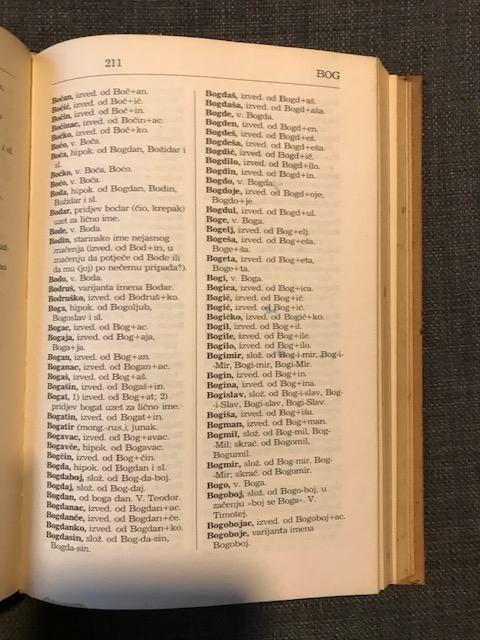 211
BOG
Bočan, izved. od Boč+an.
Bočić, izved. od Boč+ić.
Bočin, izved. od Boč+in.
Bočinac, izved. od Bočin+ac.
Bočko, izved. od Boč+ko.
Boćo, v. Boća.
Boća, hipok. od Bogdan, Božidar i
sl.
Boćko, v. Boća, Boćo.
Boćo, v. Boća.
Boda, hipok. od Bogdan, Bodin,
Božidar i sl.
Bodar, pridjev bodar (čio, krepak)
uzet za lično ime.
Bode, v. Boda.
Bodin, starinsko ime nejasnog
značenja (izved. od Bod+in, u
značenju da potječe od Bode ili
da mu (joj) po nečemu pripada?).
Bodo, v. Boda.
Bodruš, varijanta imena Bodar.
Bodruško, izved. od Bodruš+ko.
Boga, hipok. od Bogoljub,
Bogoslav i sl.
Bogac, izved. od Bog+ac.
Bogaja, izved. od Bog+aja,
Boga+ja.
Bogan, izved. od Bog+an.
Boganac, izved. od Bogan+ac.
Bogaš, izved. od Bog+aš.
Bogašin, izved. od Bogaš+in.
Bogat, 1) izved. od Bog+at; 2)
pridjev bogat uzet za lično ime.
Bogatin, izved. od Bogat+in.
Bogatir (mong.-rus.), junak.
Bogavac, izved. od Bog+avac.
Bogavče, hipok. od Bogavac.
Bogčin, izved. od Bog+čin.
Bogda, hipok. od Bogdan i sl.
Bogdaboj, slož. od Bog-da-boj.
Bogdaj, slož. od Bog-daj.
Bogdan, od boga dan. V. Teodor.
Bogdanac, izved. od Bogdan+ac.
Bogdanče, izved. od Bogdan+če.
Bogdanko, izved. od Bogdan+ko.
Bogdasin, slož. od Bog-da-sin,
Bogda-sin.
Bogdaš, izved. od Bogd+aš.
Bogdaša, izved. od Bogd+aša.
Bogde, v. Bogda.
Bogden, izved. od Bogd+en.
Bogdeš, izved. od Bogd+eš.
Bogdeša, izved. od Bogd+eša.
Bogdić, izved. od Bogd+ić.
Bogdilo, izved. od Bogd+ilo.
Bogdin, izved. od Bogd+in.
Bogdo, v. Bogda.
Bogdoje, izved. od Bogd+oje,
Bogdo+je.
Bogdul, izved. od Bogd+ul.
Boge, v. Boga.
Bogelj, izved. od Bog+elj.
Bogeša, izved. od Bog+eša,
Boge+ša.
Bogeta, izved. od Bog+eta,
Boge+ta.
Bogi, v. Boga.
Bogica, izved. od Bog+ica.
Bogič, izved. od Bog+ič.
Bogić, izved. od Bog+ić.
Bogičko, izved. od Bogić+ko.
Bogil, izved. od Bog+il.
Bogile, izved. od Bog+ile.
Bogilo, izved. od Bog+ilo.
Bogimir, slož. od Bog-i-mir, Bog-i-
-Mir, Bogi-mir, Bogi-Mir.
Bogin, izved. od Bog+in.
Bogina, izved. od Bog+ina.
Bogislav, slož. od Bog-i-slav, Bog-
-i-Slav, Bogi-slav, Bogi-Slav.
Bogiša, izved. od Bog+iša.
Bogman, izved. od Bog+man.
Bogmil, slož. od Bog-mil, Bog-
-Mil; skrać. od Bogomil,
Bogumil.
Bogmir, slož. od Bog-mir, Bog-
-Mir; skrać. od Bogomir.
Bogo, v. Boga.
Bogoboj, slož. od Bogo-boj, u
začenju »boj se Boga«. V.
Timotej.
Bogobojac, izved. od Bogoboj+ac.
Bogoboje, varijanta imena
Bogoboj.